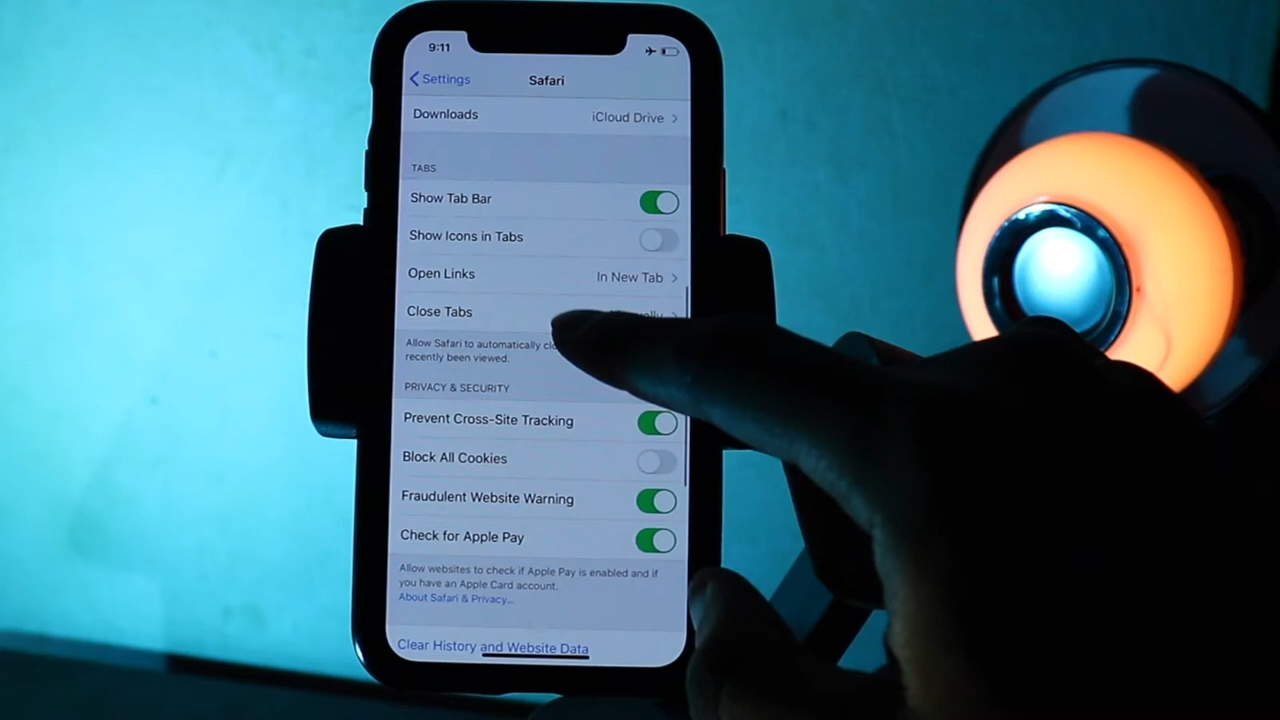 9:11
Settings
Safari
Downloads
iCloud Drive
TABS
Show Tab Bar
Show Icons in Tabs
Open Links
In New Tab
Close Tabs
Allow Safari to automatically
recently been viewed.
PRIVACY & SECURITY
Prevent Cross-Site Tracking
Block All Cookies
Fraudulent Website Warning
Check for Apple Pay
Allow websites to check if Apple Pay is enabled and if
you have an Apple Card account.
About Safari & Privacy...
Clear History and Website Data